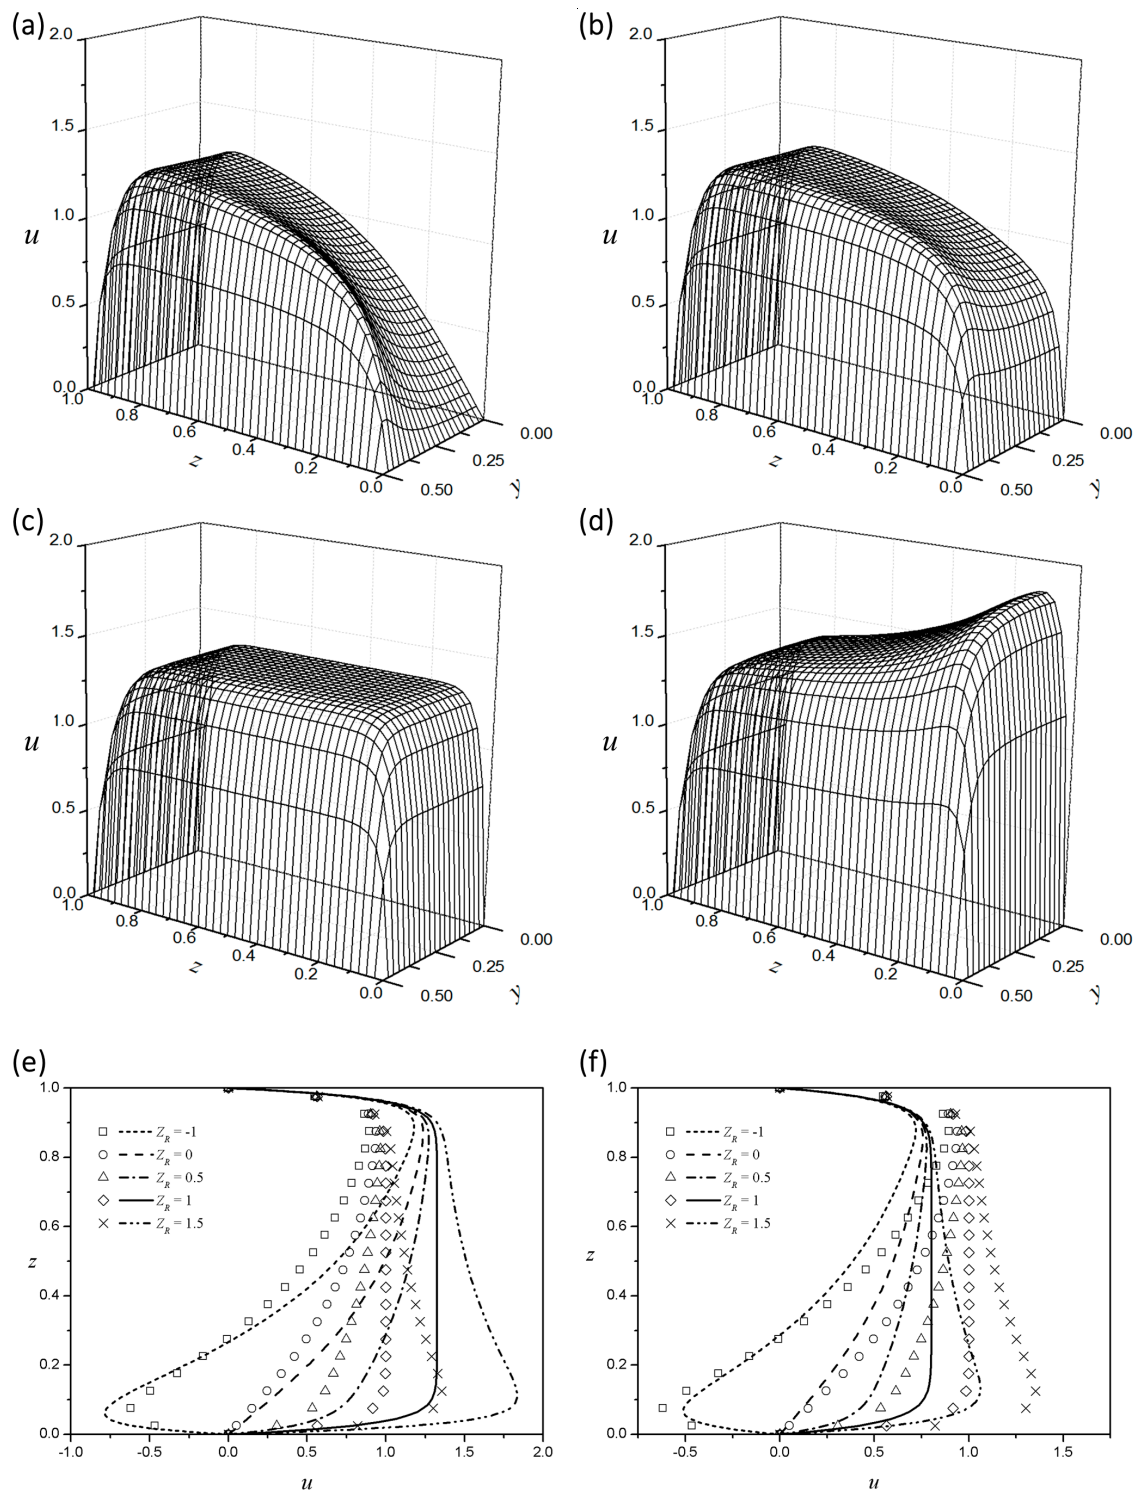 (a)
(b)
2.0
1.5
1.0
0.5
0.0
u
1.0
0.8
0.6
0.4
0.2
0.0
z
0.50
0.25
0.00
y
2.0
1.5
1.0
0.5
0.0
u
1.0
0.8
0.6
0.4
0.2
0.0
z
0.50
0.25
0.00
y
(c)
(d)
2.0
1.5
1.0
0.5
0.0
u
1.0
0.8
0.6
0.4
0.2
0.0
z
0.50
0.25
0.00
y
2.0
1.5
1.0
0.5
0.0
u
1.0
0.8
0.6
0.4
0.2
0.0
z
0.50
0.25
0.00
y
(e)
(f)
1.0
0.8
0.6
0.4
0.2
0.0
z
Z_R = -1
Z_R = 0
Z_R = 0.5
Z_R = 1
Z_R = 1.5
-1.0 -0.5 0.0 0.5 1.0 1.5 2.0
u
1.0
0.8
0.6
0.4
0.2
0.0
z
Z_R = -1
Z_R = 0
Z_R = 0.5
Z_R = 1
Z_R = 1.5
-0.5 0.0 0.5 1.0 1.5
u